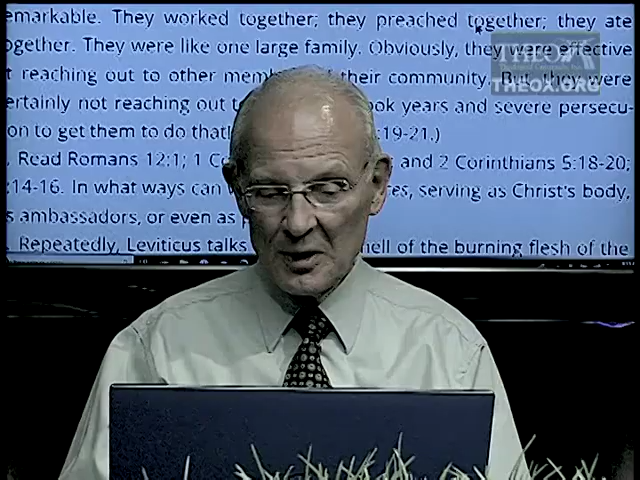 emarkable. They worked together; they preached together; they ate
ogether. They were like one large family. Obviously, they were effective
t reaching out to other mem their community. But, they were
ertainly not reaching out t ook years and severe persecu-
on to get them to do that! :19-21.)
. Read Romans 12:1; 1 Co and 2 Corinthians 5:18-20;
:14-16. In what ways can es, serving as Christ's body,
s ambassadors, or even as p
. Repeatedly, Leviticus talks ell of the burning flesh of the
THEOX
THEOX.ORG